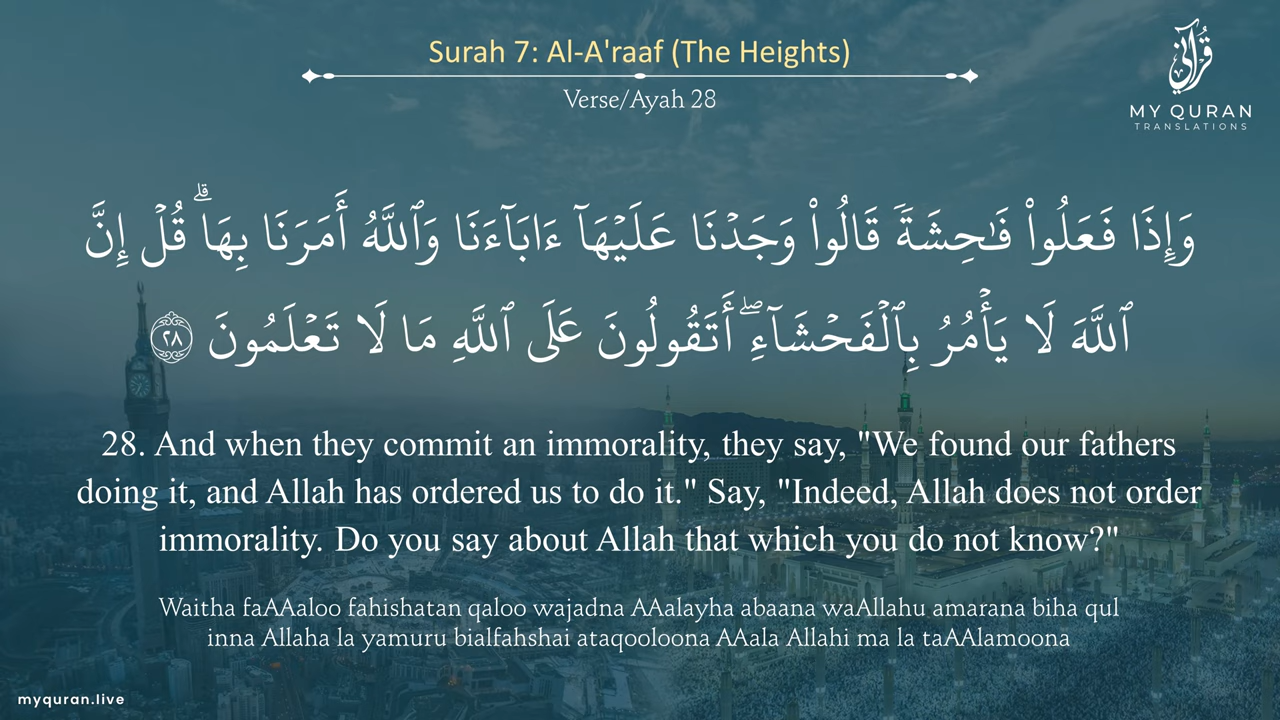 Surah 7: Al-A'raaf (The Heights)
Verse/Ayah 28
قرآني
MY QURAN
TRANSLATIONS
وَإِذَا فَعَلُوا۟ فَـٰحِشَةً قَالُوا۟ وَجَدْنَا عَلَيْهَآ ءَابَآءَنَا وَٱللَّهُ أَمَرَنَا بِهَا ۗ قُلْ إِنَّ
ٱللَّهَ لَا يَأْمُرُ بِٱلْفَحْشَآءِ ۖ أَتَقُولُونَ عَلَى ٱللَّهِ مَا لَا تَعْلَمُونَ ٢٨
28. And when they commit an immorality, they say, "We found our fathers
doing it, and Allah has ordered us to do it." Say, "Indeed, Allah does not order
immorality. Do you say about Allah that which you do not know?"
Waitha faAAaloo fahishatan qaloo wajadna AAalayha abaana waAllahu amarana biha qul
inna Allaha la yamuru bialfahshai ataqooloona AAala Allahi ma la taAAlamoona
myquran.live